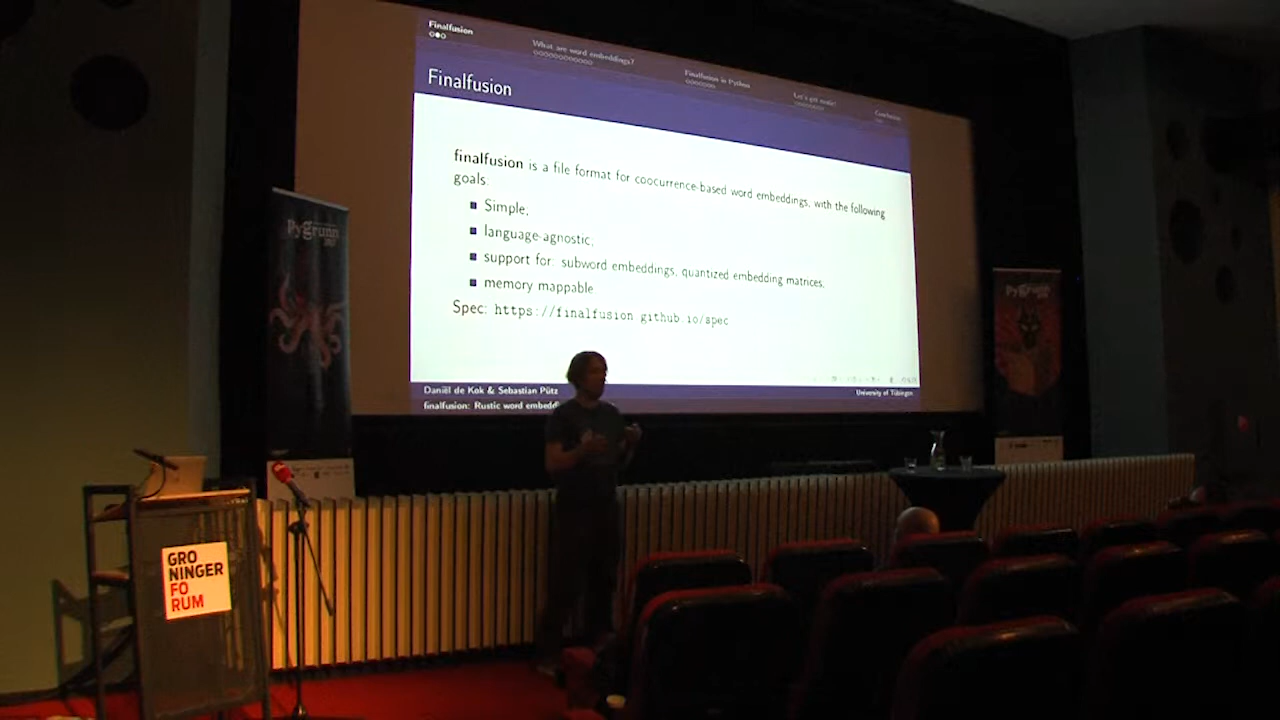 Finalfusion
What are word embeddings?
Finalfusion in Python
Let's get rustic!
Conclusion
Finalfusion
finalfusion is a file format for coocurrence-based word embeddings, with the following
goals:
Simple;
language-agnostic;
support for: subword embeddings, quantized embedding matrices;
memory mappable
Spec: https://finalfusion.github.io/spec
Daniël de Kok & Sebastian Pütz
University of Tübingen
finalfusion: Rustic word embedd
Pygrunn
PyGrunn
GRO
NINGER
FO
RUM